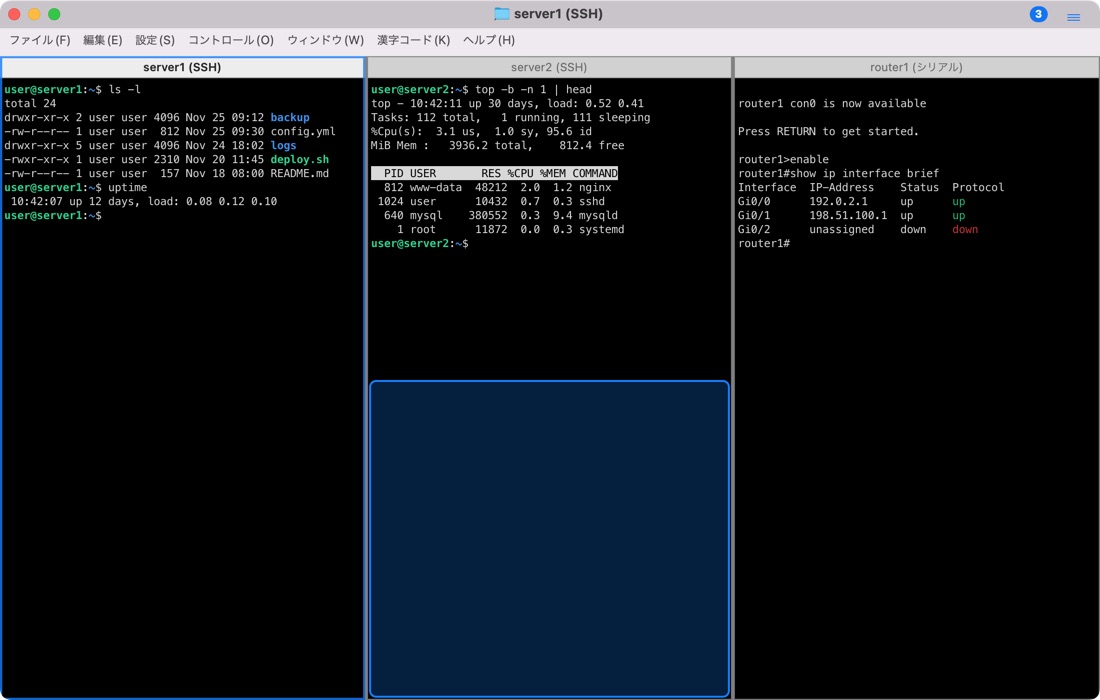 server1 (SSH)
3
ファイル(F) 編集(E) 設定(S) コントロール(O) ウィンドウ(W) 漢字コード(K) ヘルプ(H)
server1 (SSH)
user@server1:~$ ls -l
total 24
drwxr-xr-x 2 user user 4096 Nov 25 09:12 backup
-rw-r--r-- 1 user user  812 Nov 25 09:30 config.yml
drwxr-xr-x 5 user user 4096 Nov 24 18:02 logs
-rwxr-xr-x 1 user user 2310 Nov 20 11:45 deploy.sh
-rw-r--r-- 1 user user  157 Nov 18 08:00 README.md
user@server1:~$ uptime
 10:42:07 up 12 days, load: 0.08 0.12 0.10
user@server1:~$
server2 (SSH)
user@server2:~$ top -b -n 1 | head
top - 10:42:11 up 30 days, load: 0.52 0.41
Tasks: 112 total,   1 running, 111 sleeping
%Cpu(s):  3.1 us,  1.0 sy, 95.6 id
MiB Mem :   3936.2 total,    812.4 free
  PID USER       RES %CPU %MEM COMMAND
  812 www-data  48212  2.0  1.2 nginx
 1024 user      10432  0.7  0.3 sshd
  640 mysql    380552  0.3  9.4 mysqld
    1 root      11872  0.0  0.3 systemd
user@server2:~$
router1 (シリアル)
router1 con0 is now available
Press RETURN to get started.
router1>enable
router1#show ip interface brief
Interface  IP-Address    Status  Protocol
Gi0/0      192.0.2.1     up      up
Gi0/1      198.51.100.1  up      up
Gi0/2      unassigned    down    down
router1#